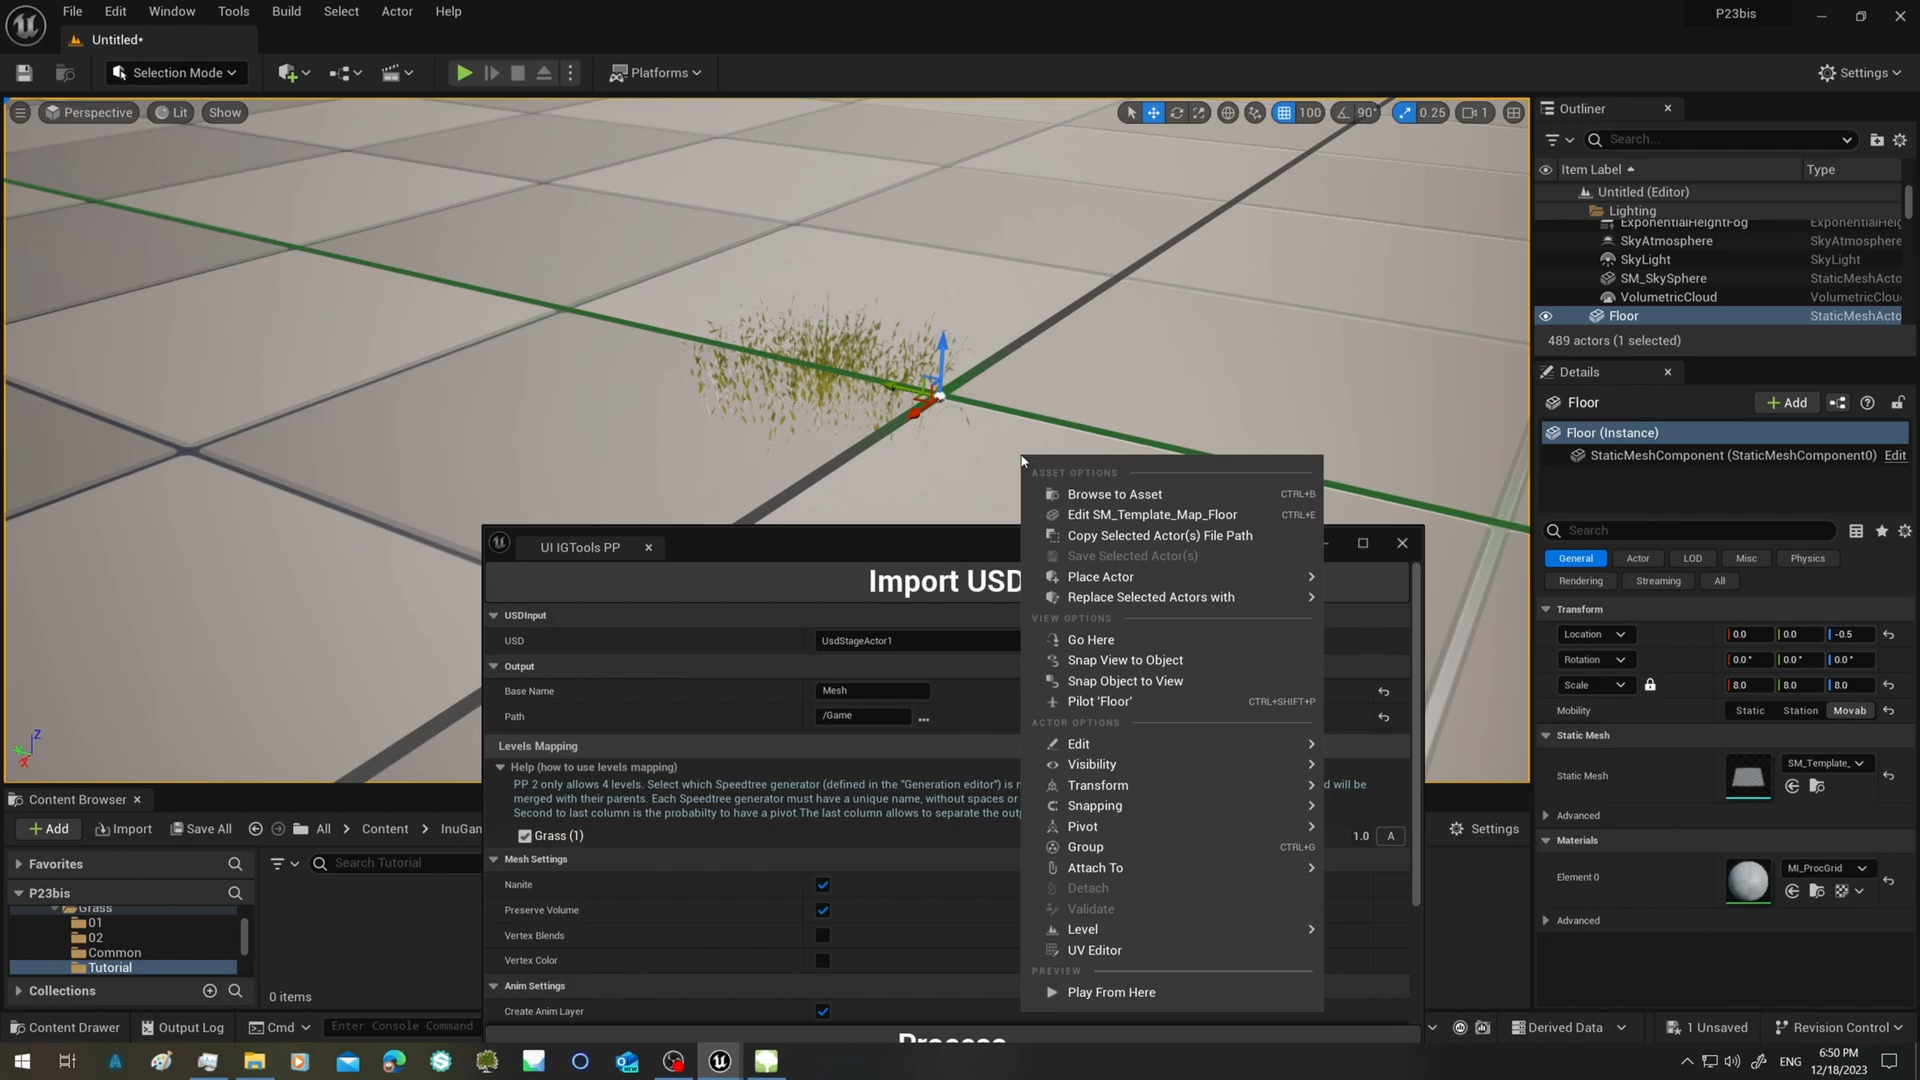 File Edit Window Tools Build Select Actor Help
P23bis
Untitled*
Selection Mode
Platforms
Settings
Perspective
Lit
Show
100
90°
0.25
1
Outliner
Search...
Item Label
Type
Untitled (Editor)
Lighting
ExponentialHeightFog ExponentialHeig
SkyAtmosphere SkyAtmosphere
SkyLight SkyLight
SM_SkySphere StaticMeshActo
VolumetricCloud VolumetricClou
Floor StaticMeshActo
489 actors (1 selected)
Details
Floor
Add
Floor (Instance)
StaticMeshComponent (StaticMeshComponent0) Edit
Search
General Actor LOD Misc Physics
Rendering Streaming All
Transform
Location 0.0 0.0 -0.5
Rotation 0.0° 0.0° 0.0°
Scale 8.0 8.0 8.0
Mobility Static Station Movab
Static Mesh
Static Mesh SM_Template_
Advanced
Materials
Element 0 MI_ProcGrid
Advanced
ASSET OPTIONS
Browse to Asset CTRL+B
Edit SM_Template_Map_Floor CTRL+E
Copy Selected Actor(s) File Path
Save Selected Actor(s)
Place Actor
Replace Selected Actors with
VIEW OPTIONS
Go Here
Snap View to Object
Snap Object to View
Pilot 'Floor' CTRL+SHIFT+P
ACTOR OPTIONS
Edit
Visibility
Transform
Snapping
Pivot
Group CTRL+G
Attach To
Detach
Validate
Level
UV Editor
PREVIEW
Play From Here
UI IGTools PP
Import USD
USDInput
USD UsdStageActor1
Output
Base Name Mesh
Path /Game ...
Levels Mapping
Help (how to use levels mapping)
PP 2 only allows 4 levels. Select which Speedtree generator (defined in the "Generation editor") is n d will be
merged with their parents. Each Speedtree generator must have a unique name, without spaces or
Second to last column is the probabilty to have a pivot.The last column allows to separate the outp
Grass (1) 1.0 A
Mesh Settings
Nanite
Preserve Volume
Vertex Blends
Vertex Color
Anim Settings
Create Anim Layer
Process
Z
X
Content Browser
Add Import Save All All Content InuGan
Settings
Favorites
Search Tutorial
P23bis
Grass
01
02
Common
Tutorial
Collections
0 items
Content Drawer Output Log Cmd Enter Console Command
Derived Data 1 Unsaved Revision Control
ENG
6:50 PM
12/18/2023